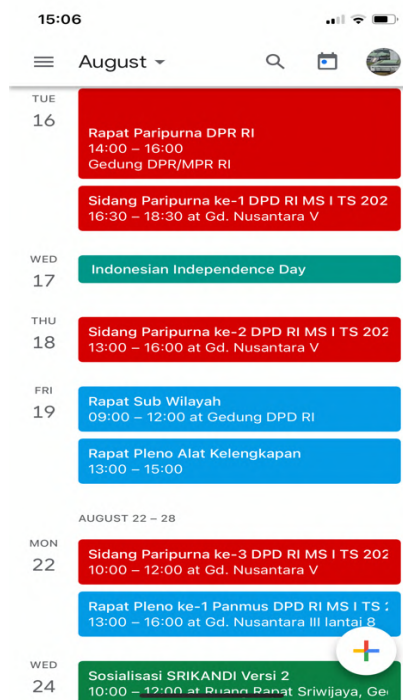 15:06
August
TUE
16
Rapat Paripurna DPR RI
14:00 – 16:00
Gedung DPR/MPR RI
Sidang Paripurna ke-1 DPD RI MS I TS 202
16:30 – 18:30 at Gd. Nusantara V
WED
17
Indonesian Independence Day
THU
18
Sidang Paripurna ke-2 DPD RI MS I TS 202
13:00 – 16:00 at Gd. Nusantara V
FRI
19
Rapat Sub Wilayah
09:00 – 12:00 at Gedung DPD RI
Rapat Pleno Alat Kelengkapan
13:00 – 15:00
AUGUST 22 – 28
MON
22
Sidang Paripurna ke-3 DPD RI MS I TS 202
10:00 – 12:00 at Gd. Nusantara V
Rapat Pleno ke-1 Panmus DPD RI MS I TS
13:00 – 16:00 at Gd. Nusantara III lantai 8
WED
24
Sosialisasi SRIKANDI Versi 2
10:00 – 12:00 at Ruang Rapat Sriwijaya,